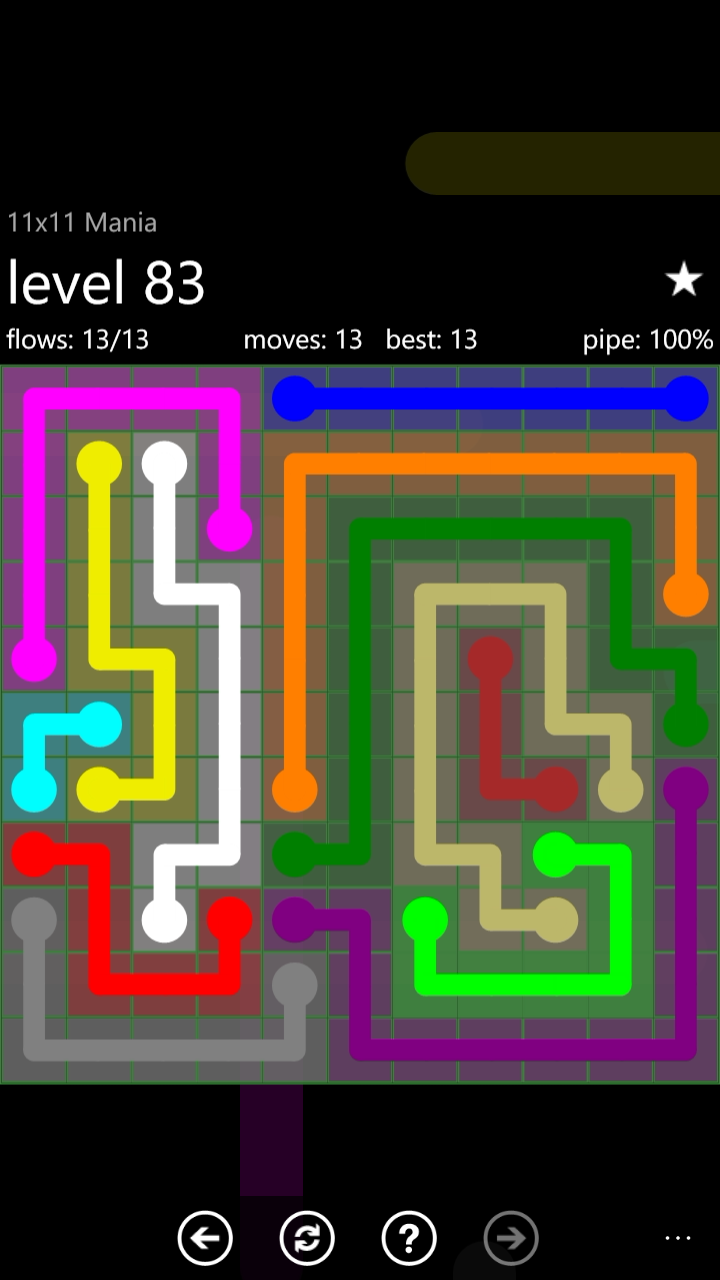 11x11 Mania
level 83
flows: 13/13 moves: 13 best: 13 pipe: 100%
?
...